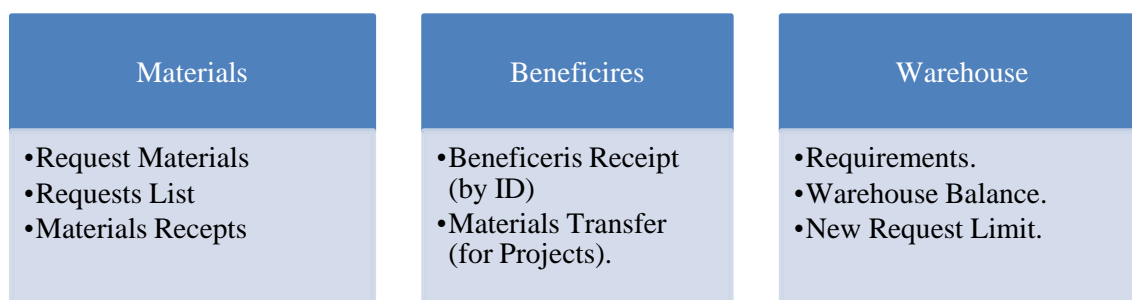 Materials
•Request Materials
•Requests List
•Materials Recepts
Beneficires
•Beneficeris Receipt
(by ID)
•Materials Transfer
(for Projects).
Warehouse
•Requirements.
•Warehouse Balance.
•New Request Limit.